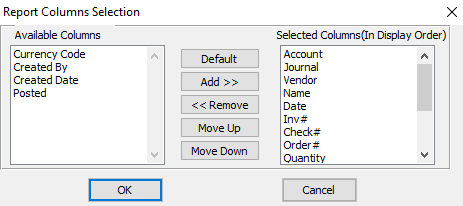 Report Columns Selection
Available Columns
Currency Code
Created By
Created Date
Posted
Default
Add >>
<< Remove
Move Up
Move Down
Selected Columns(In Display Order)
Account
Journal
Vendor
Name
Date
Inv#
Check#
Order#
Quantity
OK
Cancel